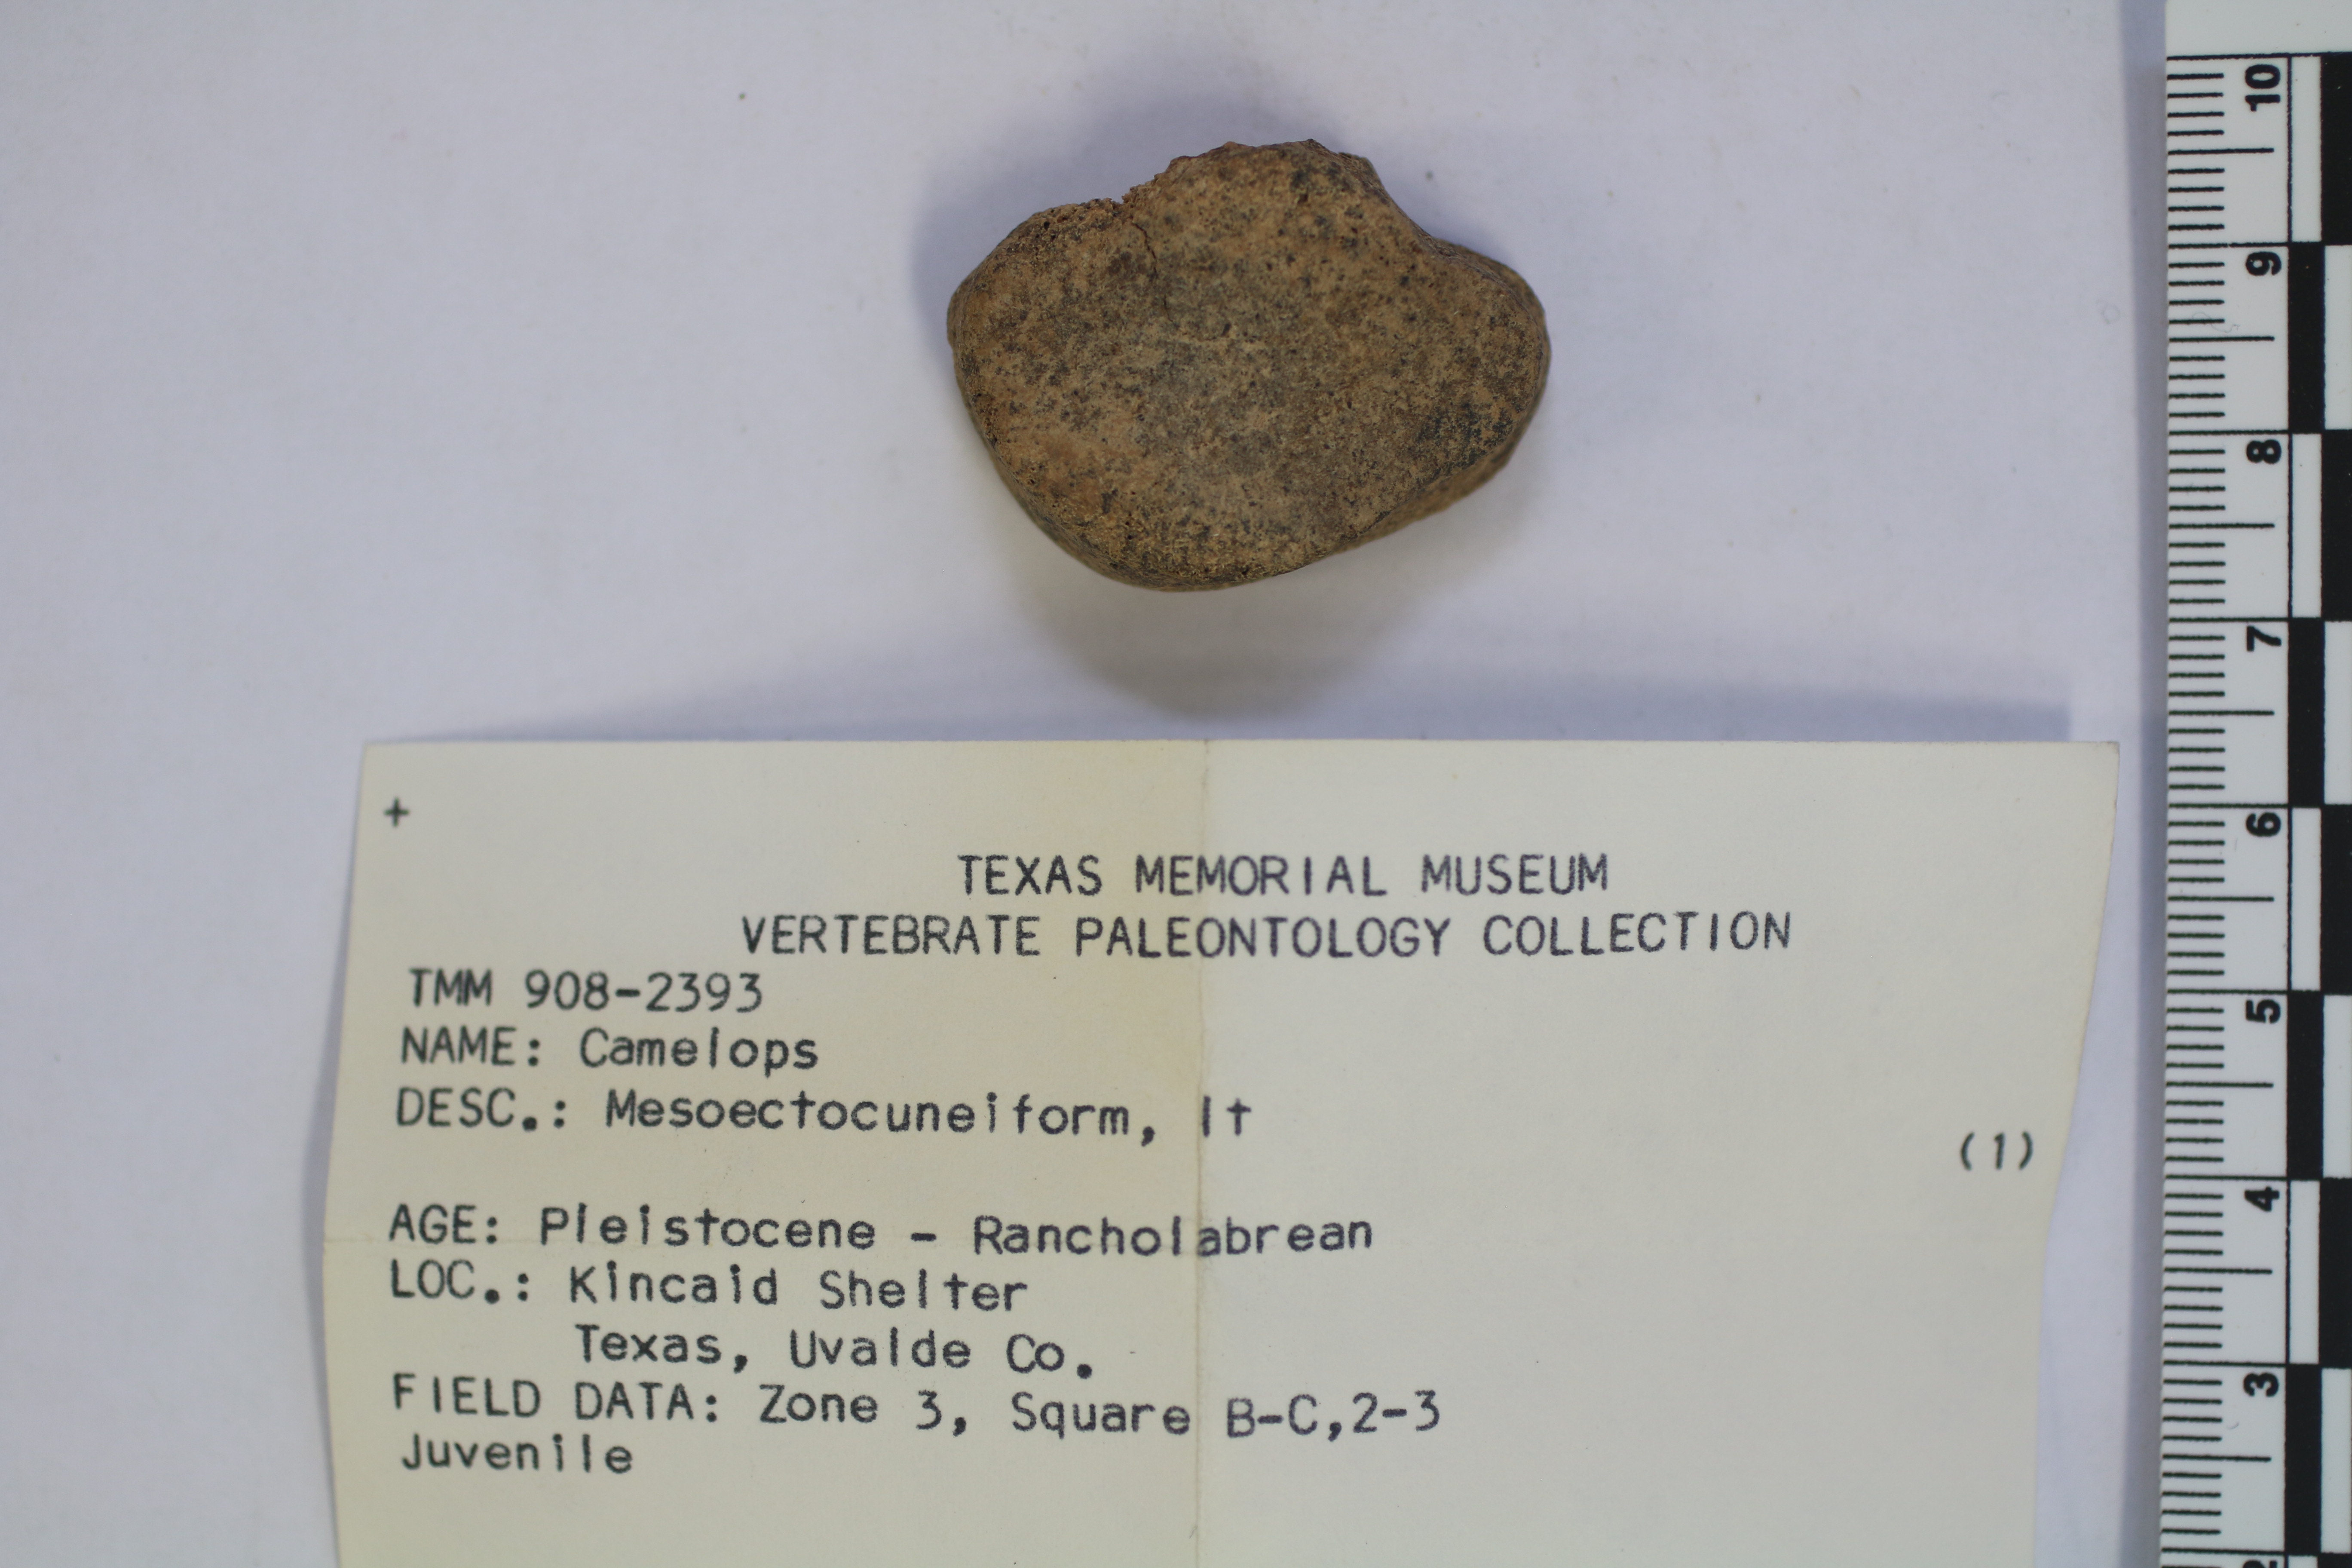 +
TEXAS MEMORIAL MUSEUM
VERTEBRATE PALEONTOLOGY COLLECTION
TMM 908-2393
NAME: Camelops
DESC.: Mesoectocuneiform, lt
(1)
AGE: Pleistocene - Rancholabrean
LOC.: Kincaid Shelter
Texas, Uvalde Co.
FIELD DATA: Zone 3, Square B-C,2-3
Juvenile
10
9
8
7
6
5
4
3
2